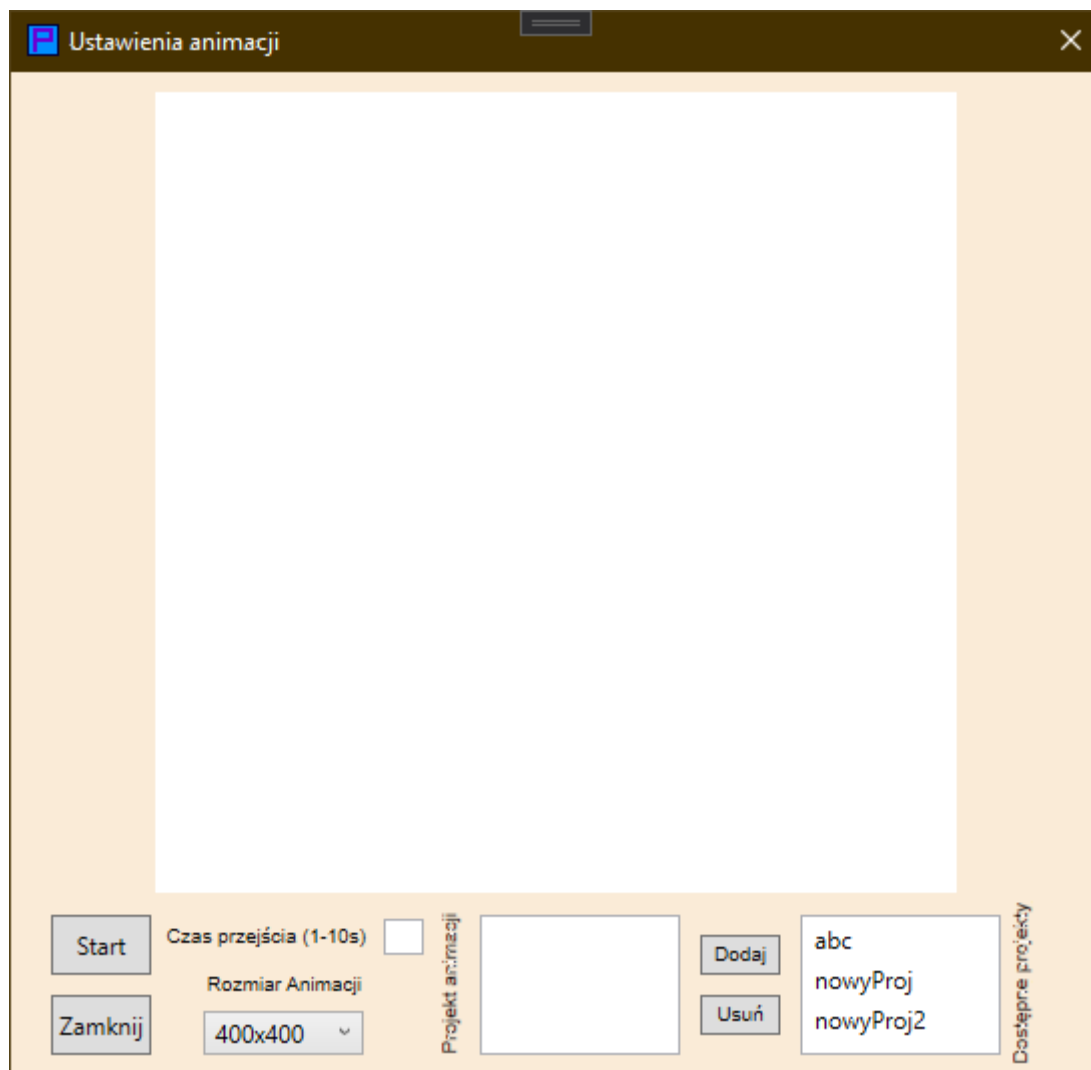 P Ustawienia animacji
Start
Czas przejścia (1-10s)
Rozmiar Animacji
Zamknij
400x400
Projekt animacji
Dodaj
Usuń
abc
nowyProj
nowyProj2
Dostępne projekty